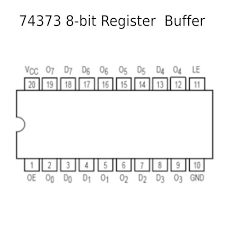 74373 8-bit Register Buffer
VCC O7 D7 D6 O6 O5 D5 D4 O4 LE
20 19 18 17 16 15 14 13 12 11
1 2 3 4 5 6 7 8 9 10
OE O0 D0 D1 O1 O2 D2 D3 O3 GND